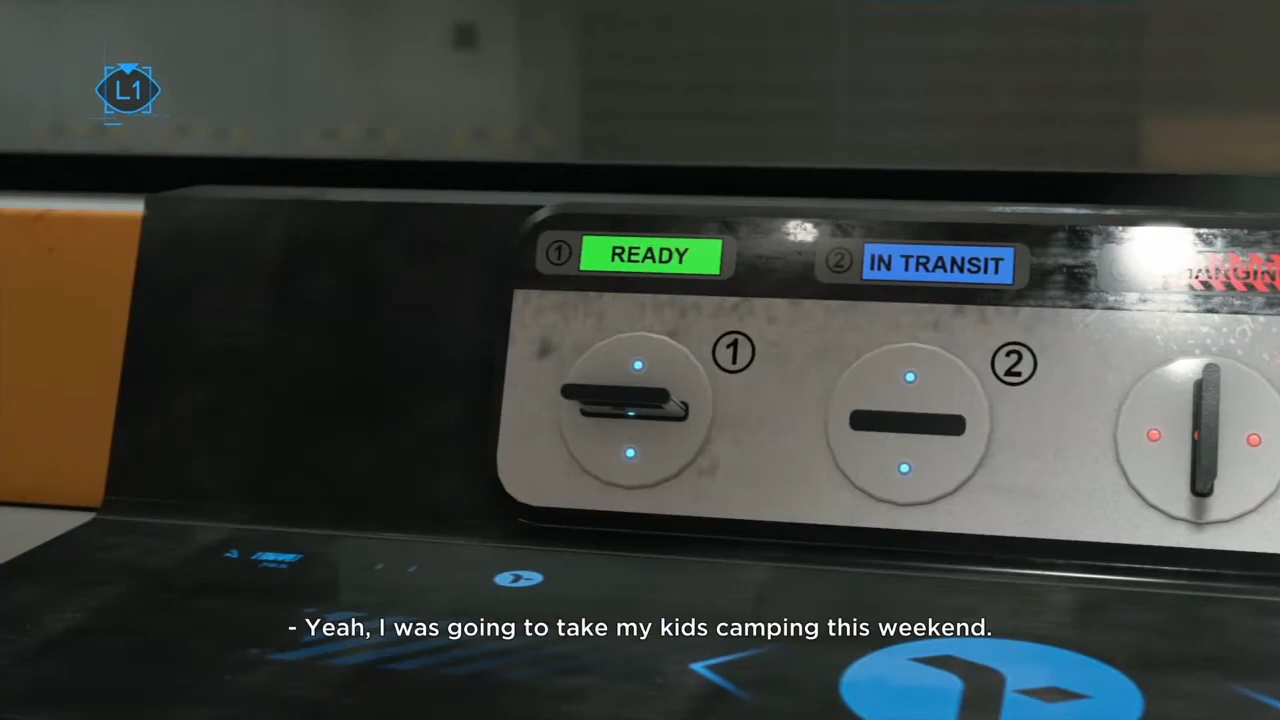 L1
① READY
② IN TRANSIT
①
②
- Yeah, I was going to take my kids camping this weekend.